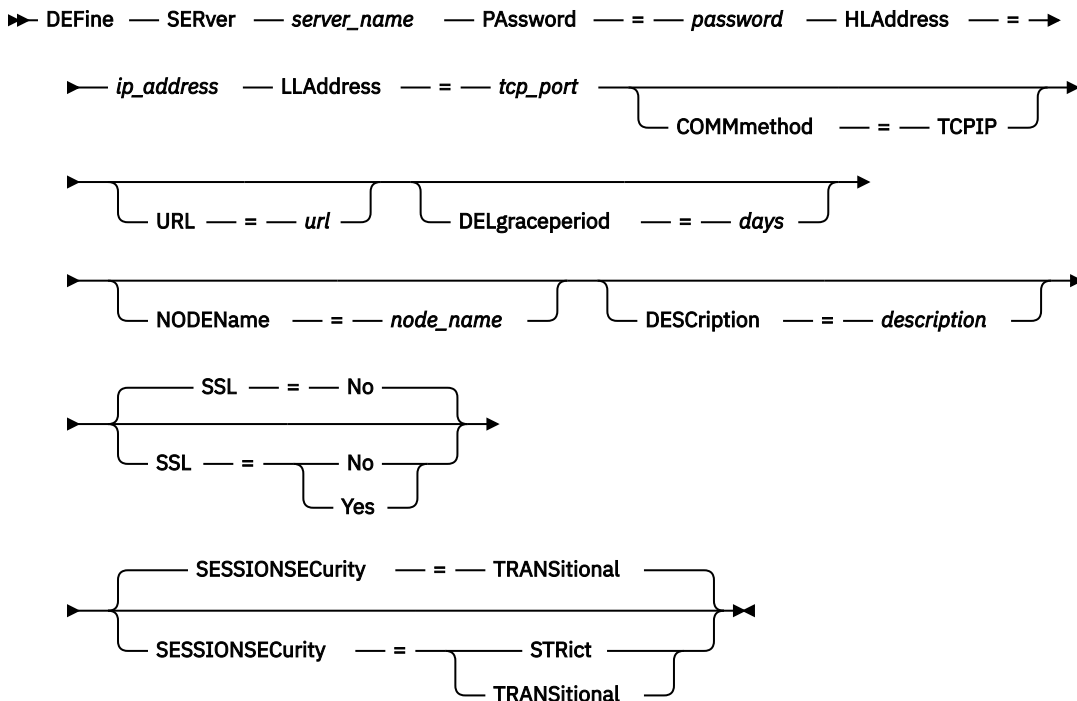 DEFine SERver server_name PAssword = password HLAddress =
ip_address LLAddress = tcp_port
COMMmethod = TCPIP
URL = url DELgraceperiod = days
NODEName = node_name DESCription = description
SSL = No
SSL = No
Yes
SESSIONSECurity = TRANSitional
SESSIONSECurity = STRict
TRANSitional